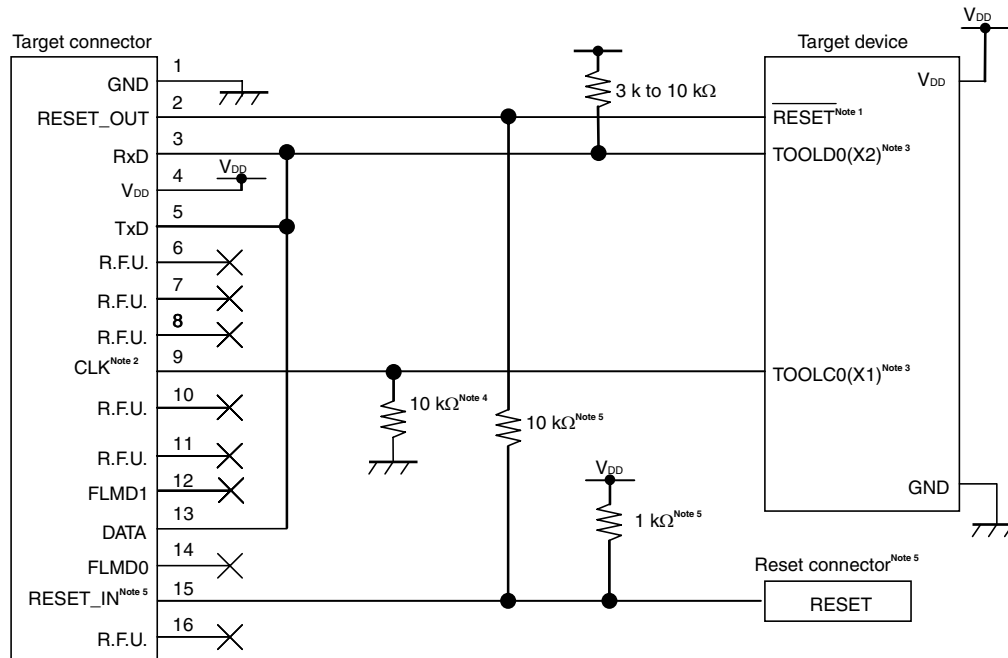 Target connector
1
GND
2
RESET_OUT
3
RxD
4
VDD
VDD
5
TxD
6
R.F.U.
7
R.F.U.
8
R.F.U.
9
CLK Note 2
10
R.F.U.
11
R.F.U.
12
FLMD1
13
DATA
14
FLMD0
15
RESET_IN Note 5
16
R.F.U.
3 k to 10 kΩ
10 kΩ Note 4
10 kΩ Note 5
VDD
1 kΩ Note 5
VDD
Target device
VDD
RESET Note 1
TOOLD0(X2) Note 3
TOOLC0(X1) Note 3
GND
Reset connector Note 5
RESET